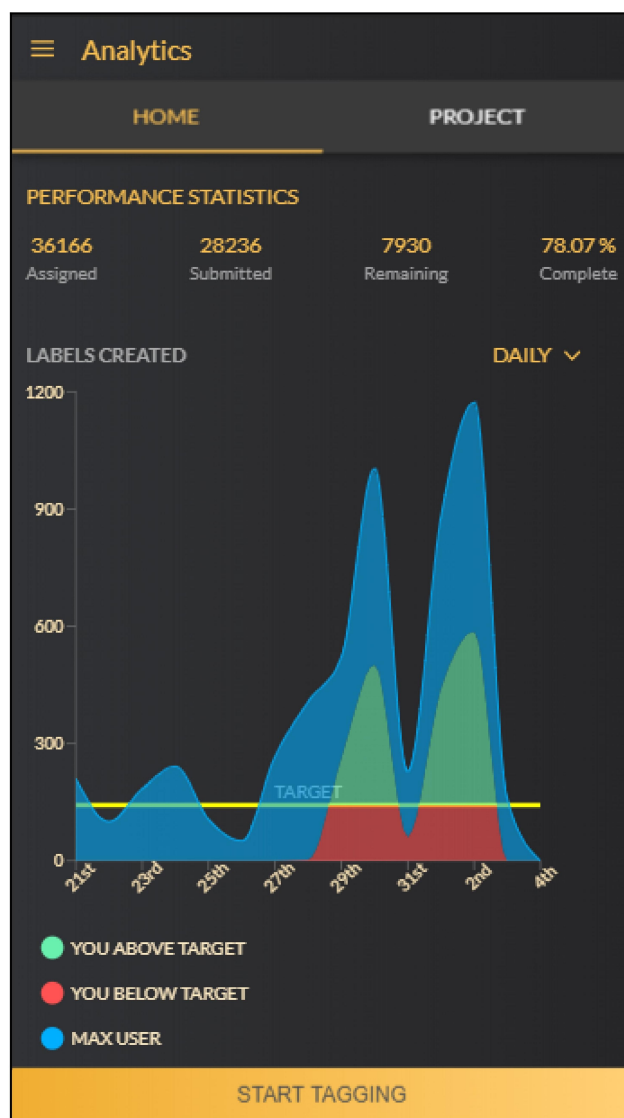 Analytics
HOME PROJECT
PERFORMANCE STATISTICS
36166 28236 7930 78.07 %
Assigned Submitted Remaining Complete
LABELS CREATED DAILY
1200
900
600
300
TARGET
0
21st 23rd 25th 27th 29th 31st 2nd 4th
YOU ABOVE TARGET
YOU BELOW TARGET
MAX USER
START TAGGING